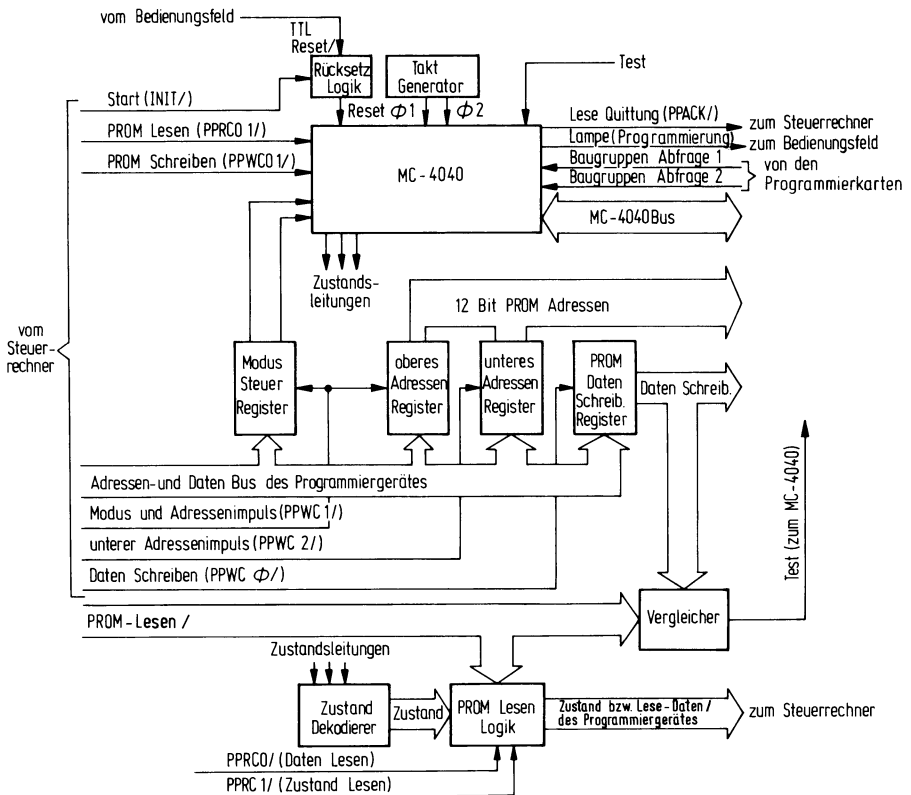 vom Bedienungsfeld
TTL
Reset/
Rücksetz
Logik
Takt
Generator
Test
Start (INIT/)
Reset ϕ1
ϕ2
PROM Lesen (PPRC0 1/)
PROM Schreiben (PPWC0 1/)
MC-4040
Lese Quittung (PPACK/)
zum Steuerrechner
Lampe (Programmierung)
zum Bedienungsfeld
Baugruppen Abfrage 1
Baugruppen Abfrage 2
von den
Programmierkarten
MC-4040Bus
Zustands-
leitungen
12 Bit PROM Adressen
vom
Steuer-
rechner
Modus
Steuer
Register
oberes
Adressen
Register
unteres
Adressen
Register
PROM
Daten
Schreib.
Register
Daten Schreib.
Adressen-und Daten Bus des Programmiergerätes
Modus und Adressenimpuls (PPWC 1/)
unterer Adressenimpuls (PPWC 2/)
Daten Schreiben (PPWC ϕ/)
Test (zum MC-4040)
PROM-Lesen /
Vergleicher
Zustandsleitungen
Zustand
Dekodierer
Zustand
PROM Lesen
Logik
Zustand bzw. Lese-Daten /
des Programmiergerätes
zum Steuerrechner
PPRC0/ (Daten Lesen)
PPRC 1/ (Zustand Lesen)